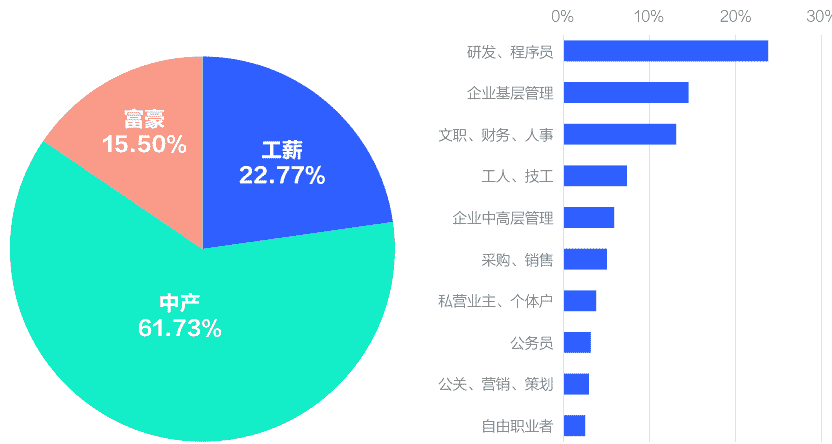 富豪
15.50%
工薪
22.77%
中产
61.73%
0%
10%
20%
30%
研发、程序员
企业基层管理
文职、财务、人事
工人、技工
企业中高层管理
采购、销售
私营业主、个体户
公务员
公关、营销、策划
自由职业者